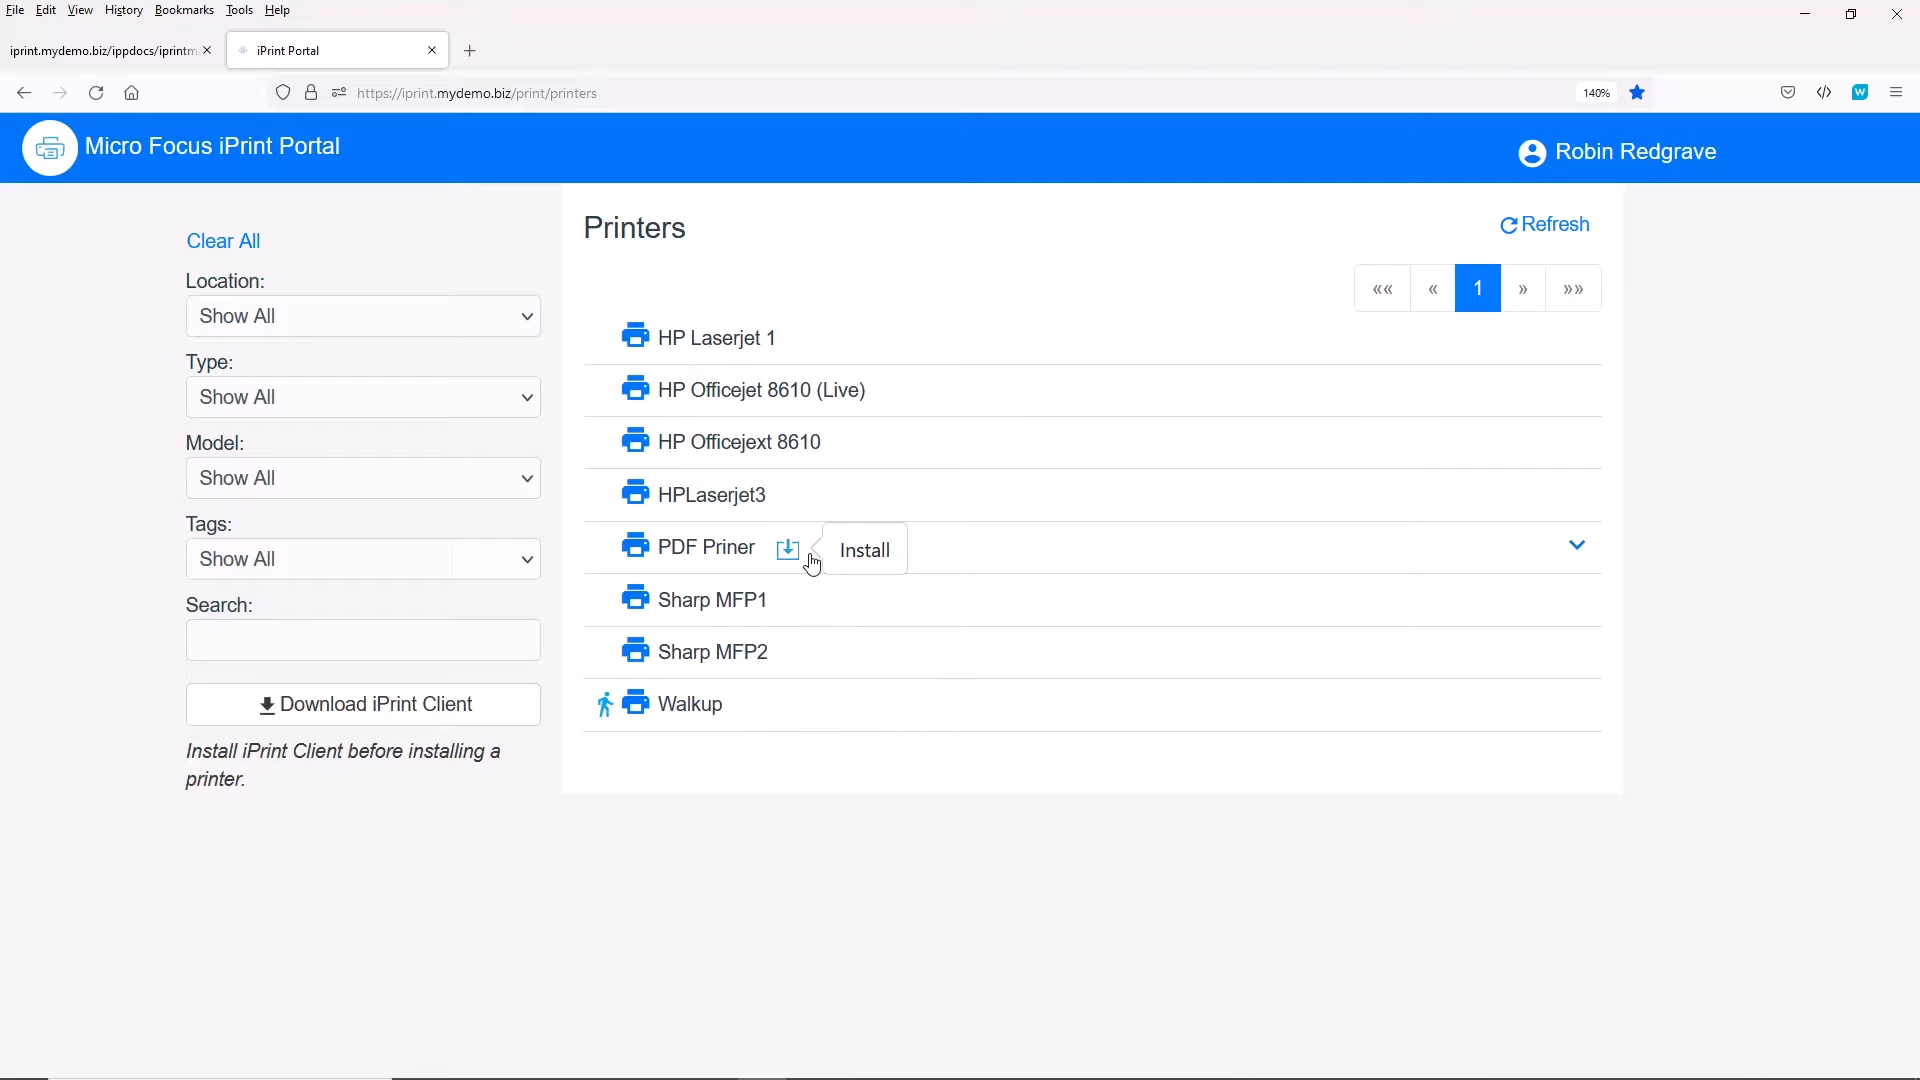 File Edit View History Bookmarks Tools Help
iprint.mydemo.biz/ippdocs/iprintm
iPrint Portal
https://iprint.mydemo.biz/print/printers
140%
W
Micro Focus iPrint Portal
Robin Redgrave
Clear All
Location:
Show All
Type:
Show All
Model:
Show All
Tags:
Show All
Search:
Download iPrint Client
Install iPrint Client before installing a
printer.
Printers
Refresh
«« « 1 » »»
HP Laserjet 1
HP Officejet 8610 (Live)
HP Officejext 8610
HPLaserjet3
PDF Priner
Install
Sharp MFP1
Sharp MFP2
Walkup